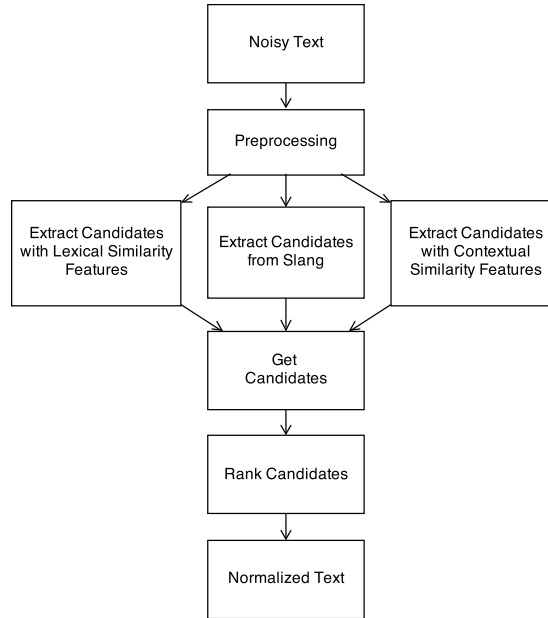 Noisy Text
Preprocessing
Extract Candidates
with Lexical Similarity
Features
Extract Candidates
from Slang
Extract Candidates
with Contextual
Similarity Features
Get
Candidates
Rank Candidates
Normalized Text